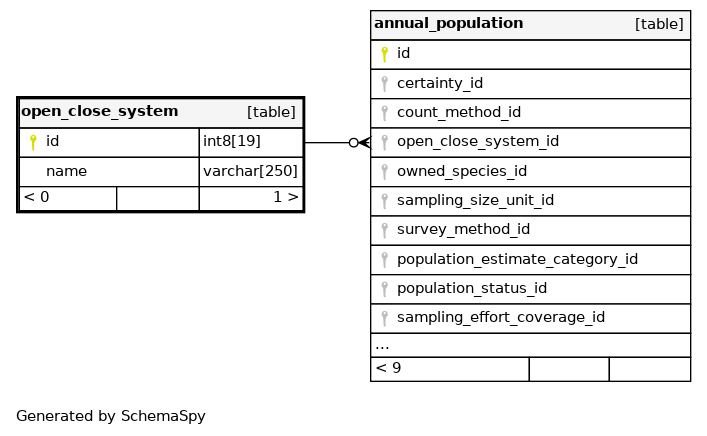 open_close_system [table]
id int8[19]
name varchar[250]
< 0 1 >
annual_population [table]
id
certainty_id
count_method_id
open_close_system_id
owned_species_id
sampling_size_unit_id
survey_method_id
population_estimate_category_id
population_status_id
sampling_effort_coverage_id
...
< 9
Generated by SchemaSpy